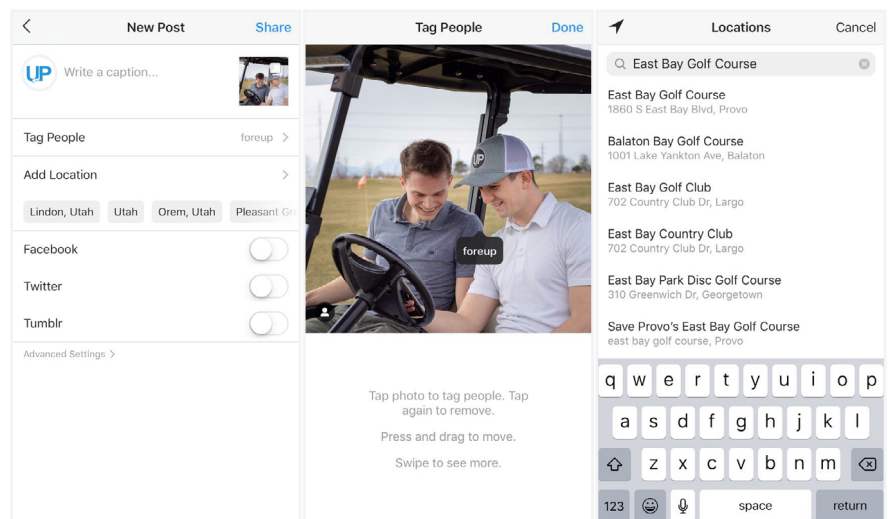 New Post
Share
UP
Write a caption...
Tag People
foreup
Add Location
Lindon, Utah
Utah
Orem, Utah
Pleasant Gr
Facebook
Twitter
Tumblr
Advanced Settings
Tag People
Done
UP
foreup
Tap photo to tag people. Tap
again to remove.
Press and drag to move.
Swipe to see more.
Locations
Cancel
East Bay Golf Course
East Bay Golf Course
1860 S East Bay Blvd, Provo
Balaton Bay Golf Course
1001 Lake Yankton Ave, Balaton
East Bay Golf Club
702 Country Club Dr, Largo
East Bay Country Club
702 Country Club Dr, Largo
East Bay Park Disc Golf Course
310 Greenwich Dr, Georgetown
Save Provo's East Bay Golf Course
east bay golf course, Provo
q w e r t y u i o p
a s d f g h j k l
z x c v b n m
123
space
return